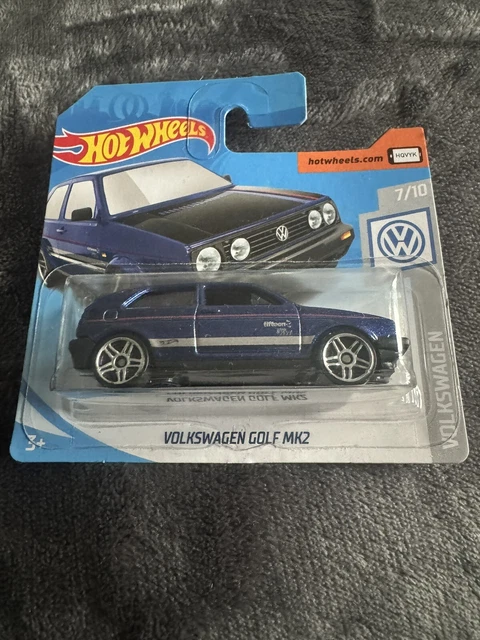 HOT WHEELS
hotwheels.com
HQVYK
7/10
VOLKSWAGEN
VOLKSWAGEN GOLF MK2
VOLKSWAGEN GOLF MK2
3+